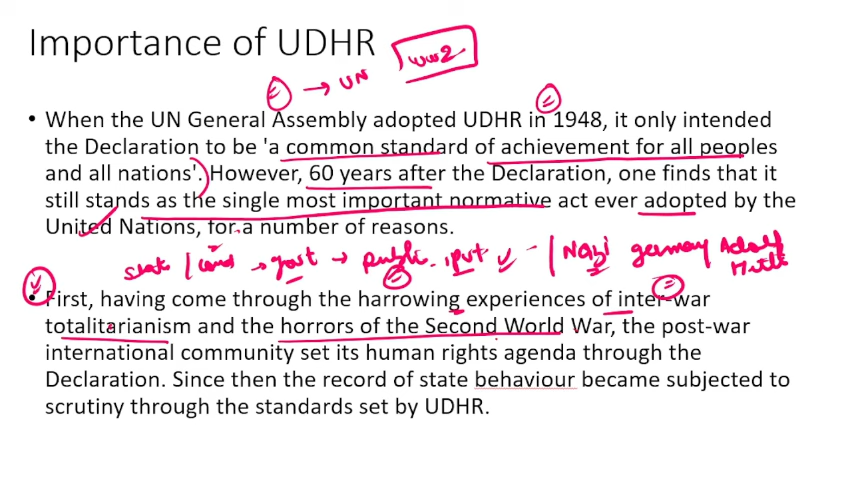 Importance of UDHR
ww2
→ UN
• When the UN General Assembly adopted UDHR in 1948, it only intended
the Declaration to be 'a common standard of achievement for all peoples
and all nations'. However, 60 years after the Declaration, one finds that it
still stands as the single most important normative act ever adopted by the
United Nations, for a number of reasons.
state | → govt → public. pvt | Nazi germany Adolf
• First, having come through the harrowing experiences of inter-war
totalitarianism and the horrors of the Second World War, the post-war
international community set its human rights agenda through the
Declaration. Since then the record of state behaviour became subjected to
scrutiny through the standards set by UDHR.